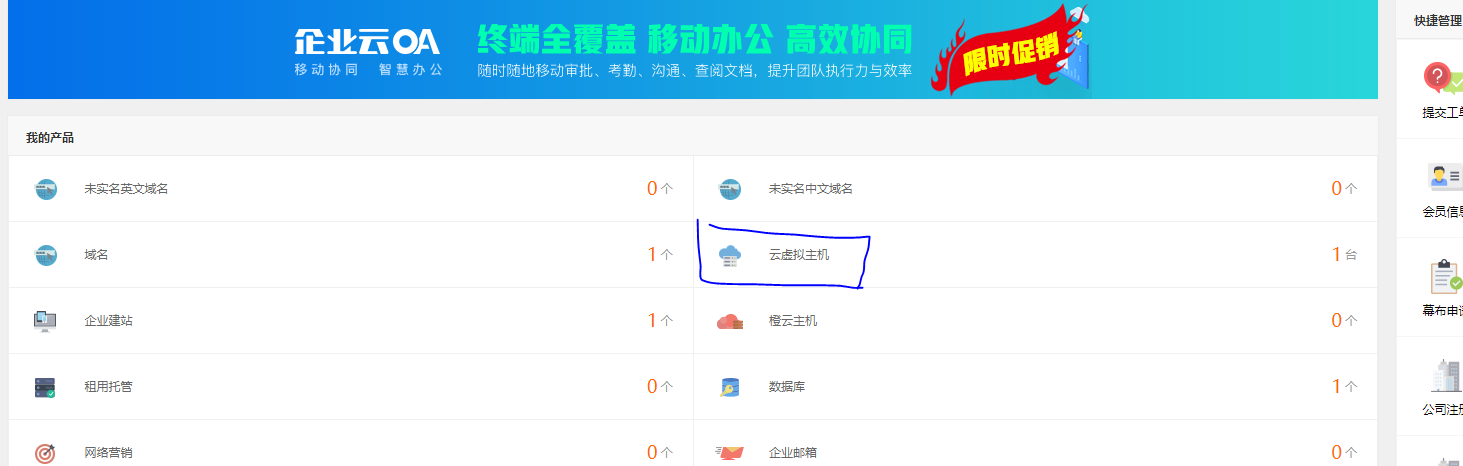 企业云OA
移动协同 智慧办公
终端全覆盖 移动办公 高效协同
随时随地移动审批、考勤、沟通、查阅文档，提升团队执行力与效率
限时促销
快捷管理
我的产品
未实名英文域名 0 个
未实名中文域名 0 个
域名 1 个
云虚拟主机 1 台
企业建站 1 个
橙云主机 0 个
租用托管 0 个
数据库 1 个
网络营销 0 个
企业邮箱 0 个
?
提交工单
会员信息
幕布申请
公司注册